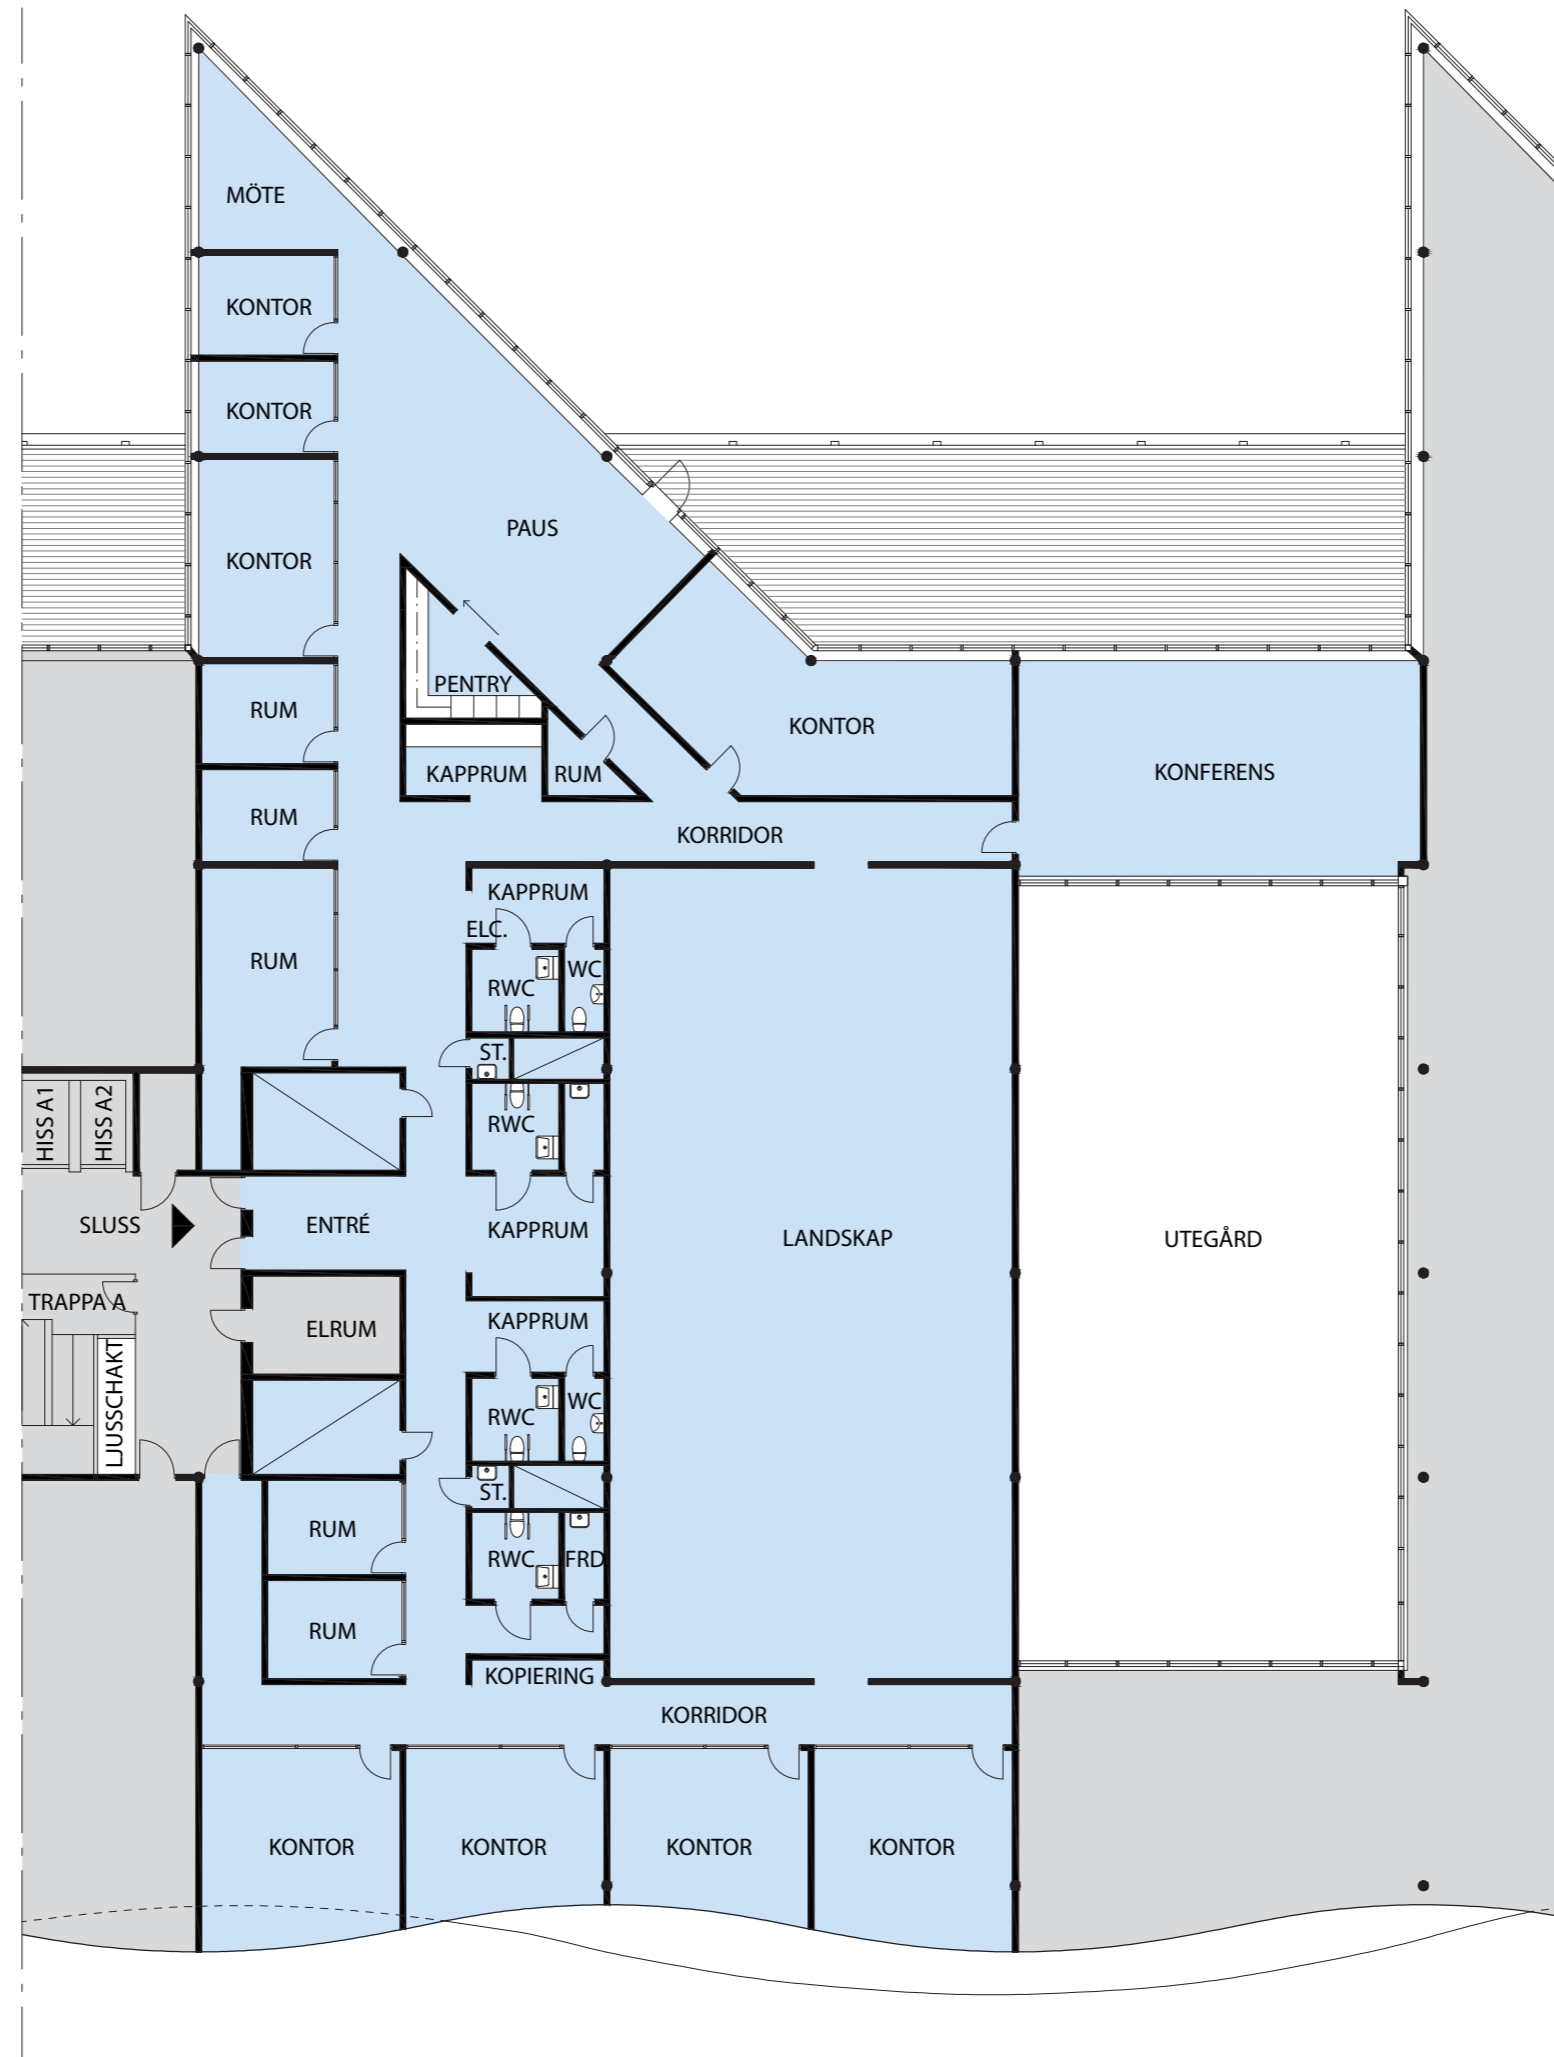 MÖTE
KONTOR
KONTOR
PAUS
KONTOR
PENTRY
RUM
KONTOR
KAPPRUM
RUM
KONFERENS
RUM
KORRIDOR
KAPPRUM
ELC.
RUM
WC
RWC
ST.
HISS A1
HISS A2
RWC
SLUSS
ENTRÉ
KAPPRUM
LANDSKAP
UTEGÅRD
TRAPPA A
ELRUM
KAPPRUM
LJUSSCHAKT
WC
RWC
ST.
RUM
RWC
FRD
RUM
KOPIERING
KORRIDOR
KONTOR
KONTOR
KONTOR
KONTOR